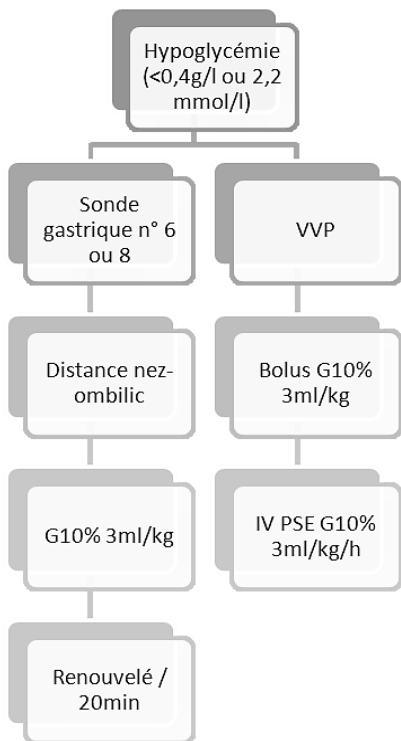 Hypoglycémie
(<0,4g/l ou 2,2
mmol/l)
Sonde
gastrique n° 6
ou 8
Distance nez-
ombilic
G10% 3ml/kg
Renouvelé /
20min
VVP
Bolus G10%
3ml/kg
IV PSE G10%
3ml/kg/h